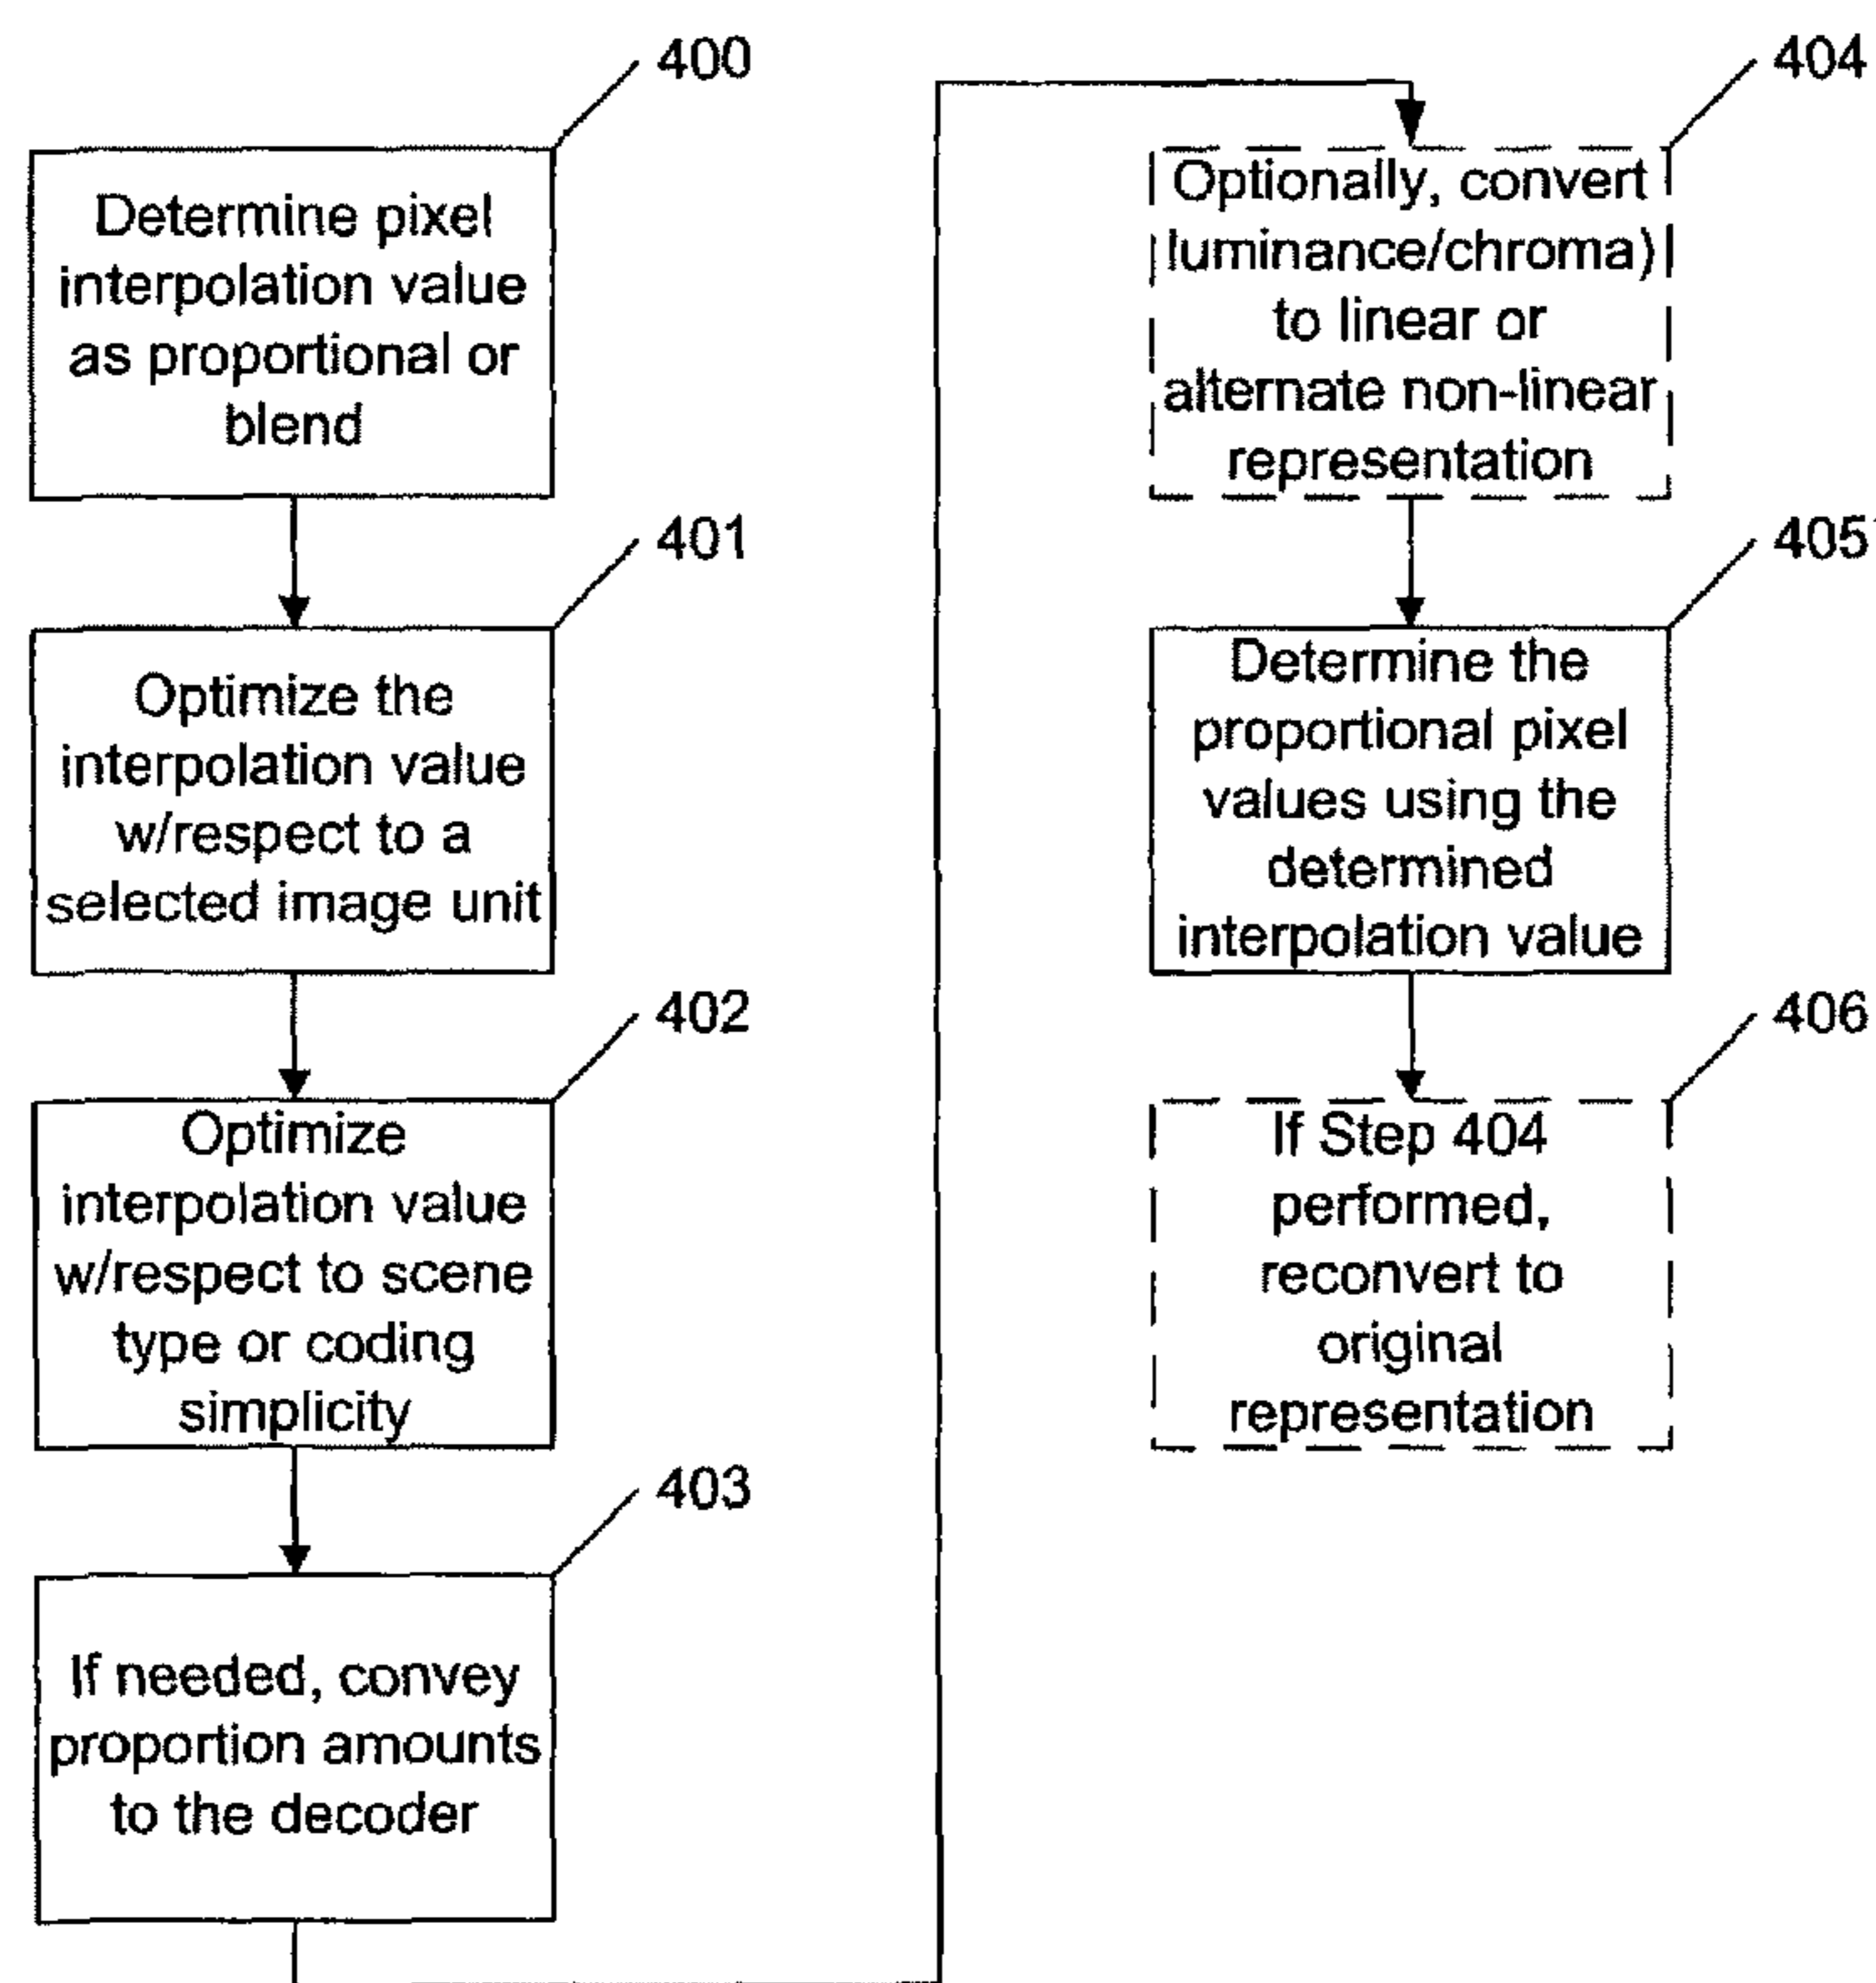 400
Determine pixel
interpolation value
as proportional or
blend
401
Optimize the
interpolation value
w/respect to a
selected image unit
402
Optimize
interpolation value
w/respect to scene
type or coding
simplicity
403
If needed, convey
proportion amounts
to the decoder
404
Optionally, convert
luminance/chroma)
to linear or
alternate non-linear
representation
405
Determine the
proportional pixel
values using the
determined
interpolation value
406
If Step 404
performed,
reconvert to
original
representation